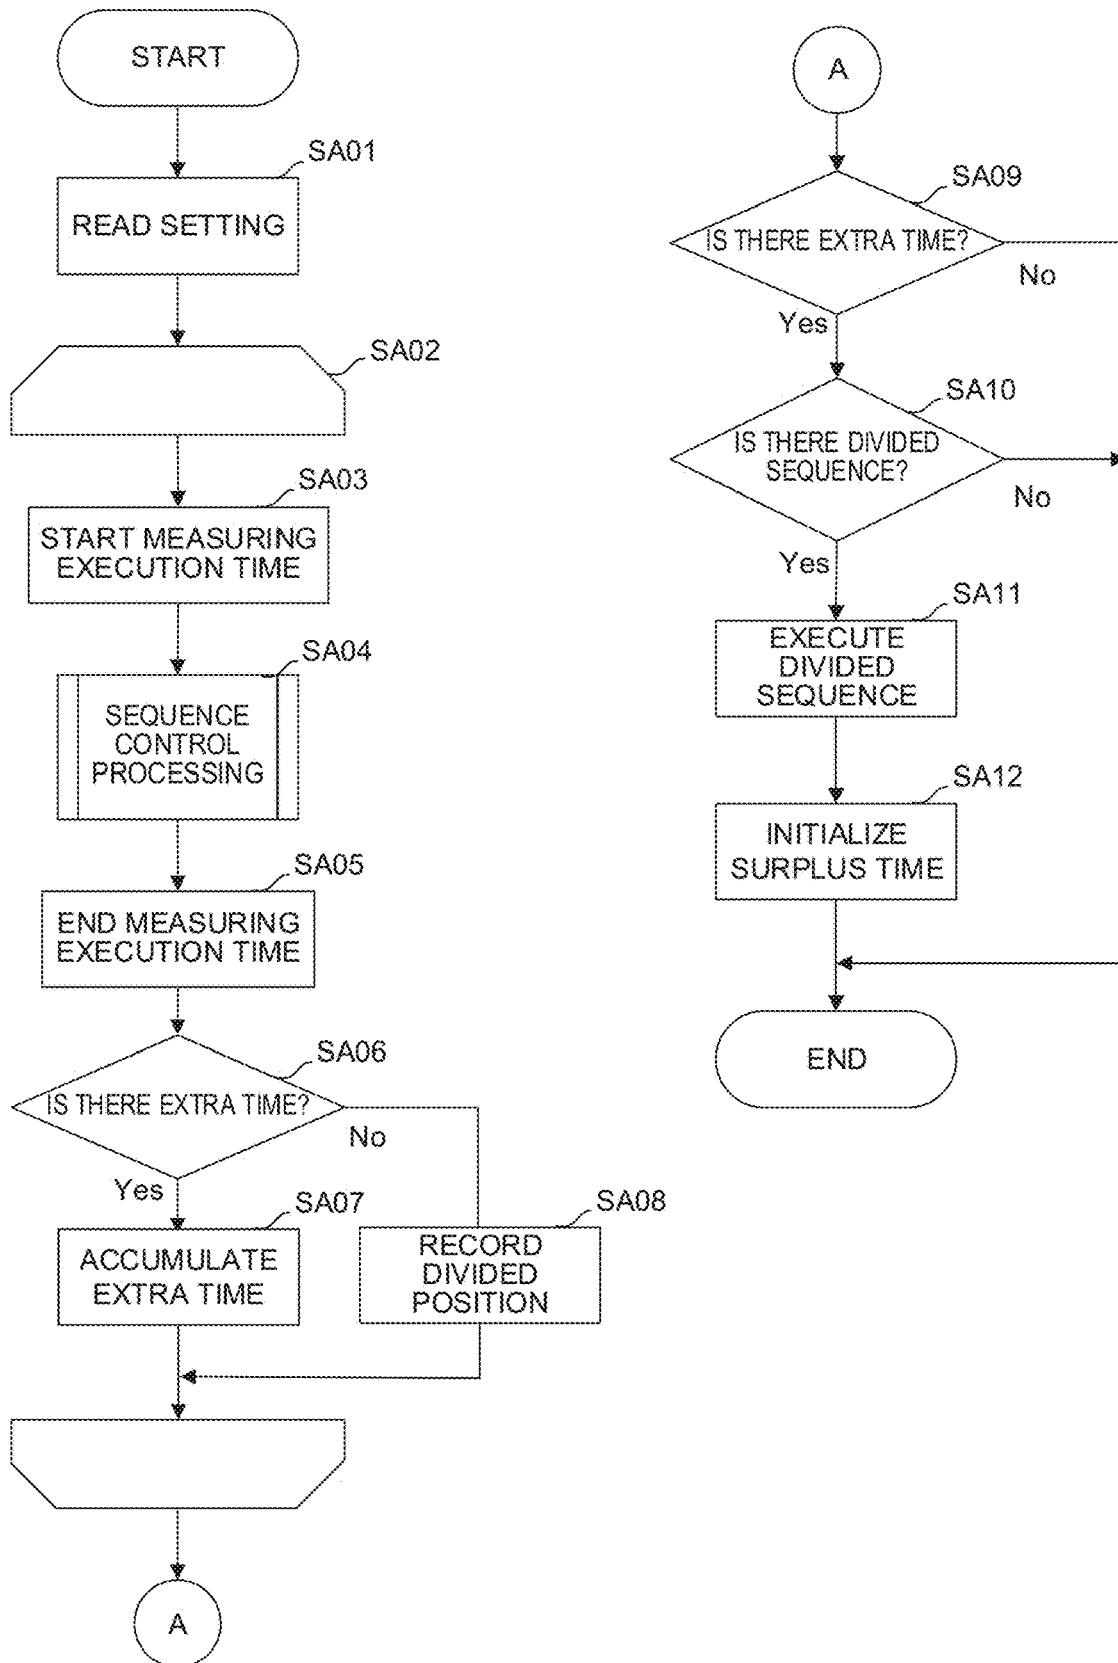 START
SA01
READ SETTING
SA02
SA03
START MEASURING
EXECUTION TIME
SA04
SEQUENCE
CONTROL
PROCESSING
SA05
END MEASURING
EXECUTION TIME
SA06
IS THERE EXTRA TIME?
No
Yes
SA07
ACCUMULATE
EXTRA TIME
SA08
RECORD
DIVIDED
POSITION
A
A
SA09
IS THERE EXTRA TIME?
No
Yes
SA10
IS THERE DIVIDED
SEQUENCE?
No
Yes
SA11
EXECUTE
DIVIDED
SEQUENCE
SA12
INITIALIZE
SURPLUS TIME
END